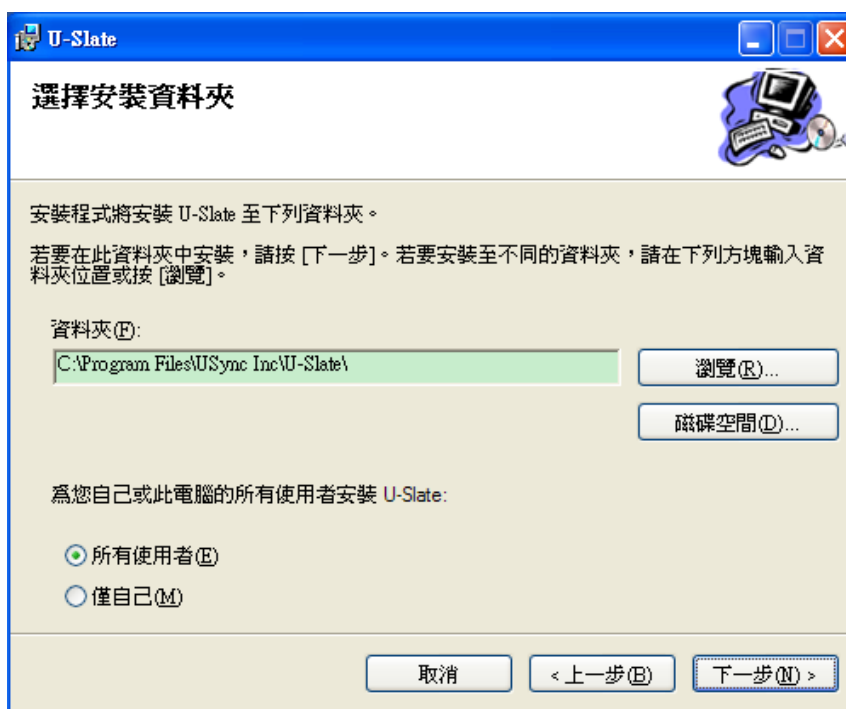 U-Slate
選擇安裝資料夾
安裝程式將安裝 U-Slate 至下列資料夾。
若要在此資料夾中安裝，請按 [下一步]。若要安裝至不同的資料夾，請在下列方塊輸入資
料夾位置或按 [瀏覽]。
資料夾(F):
C:\Program Files\USync Inc\U-Slate\
瀏覽(R)...
磁碟空間(D)...
為您自己或此電腦的所有使用者安裝 U-Slate:
所有使用者(E)
僅自己(M)
取消
< 上一步(B)
下一步(N) >